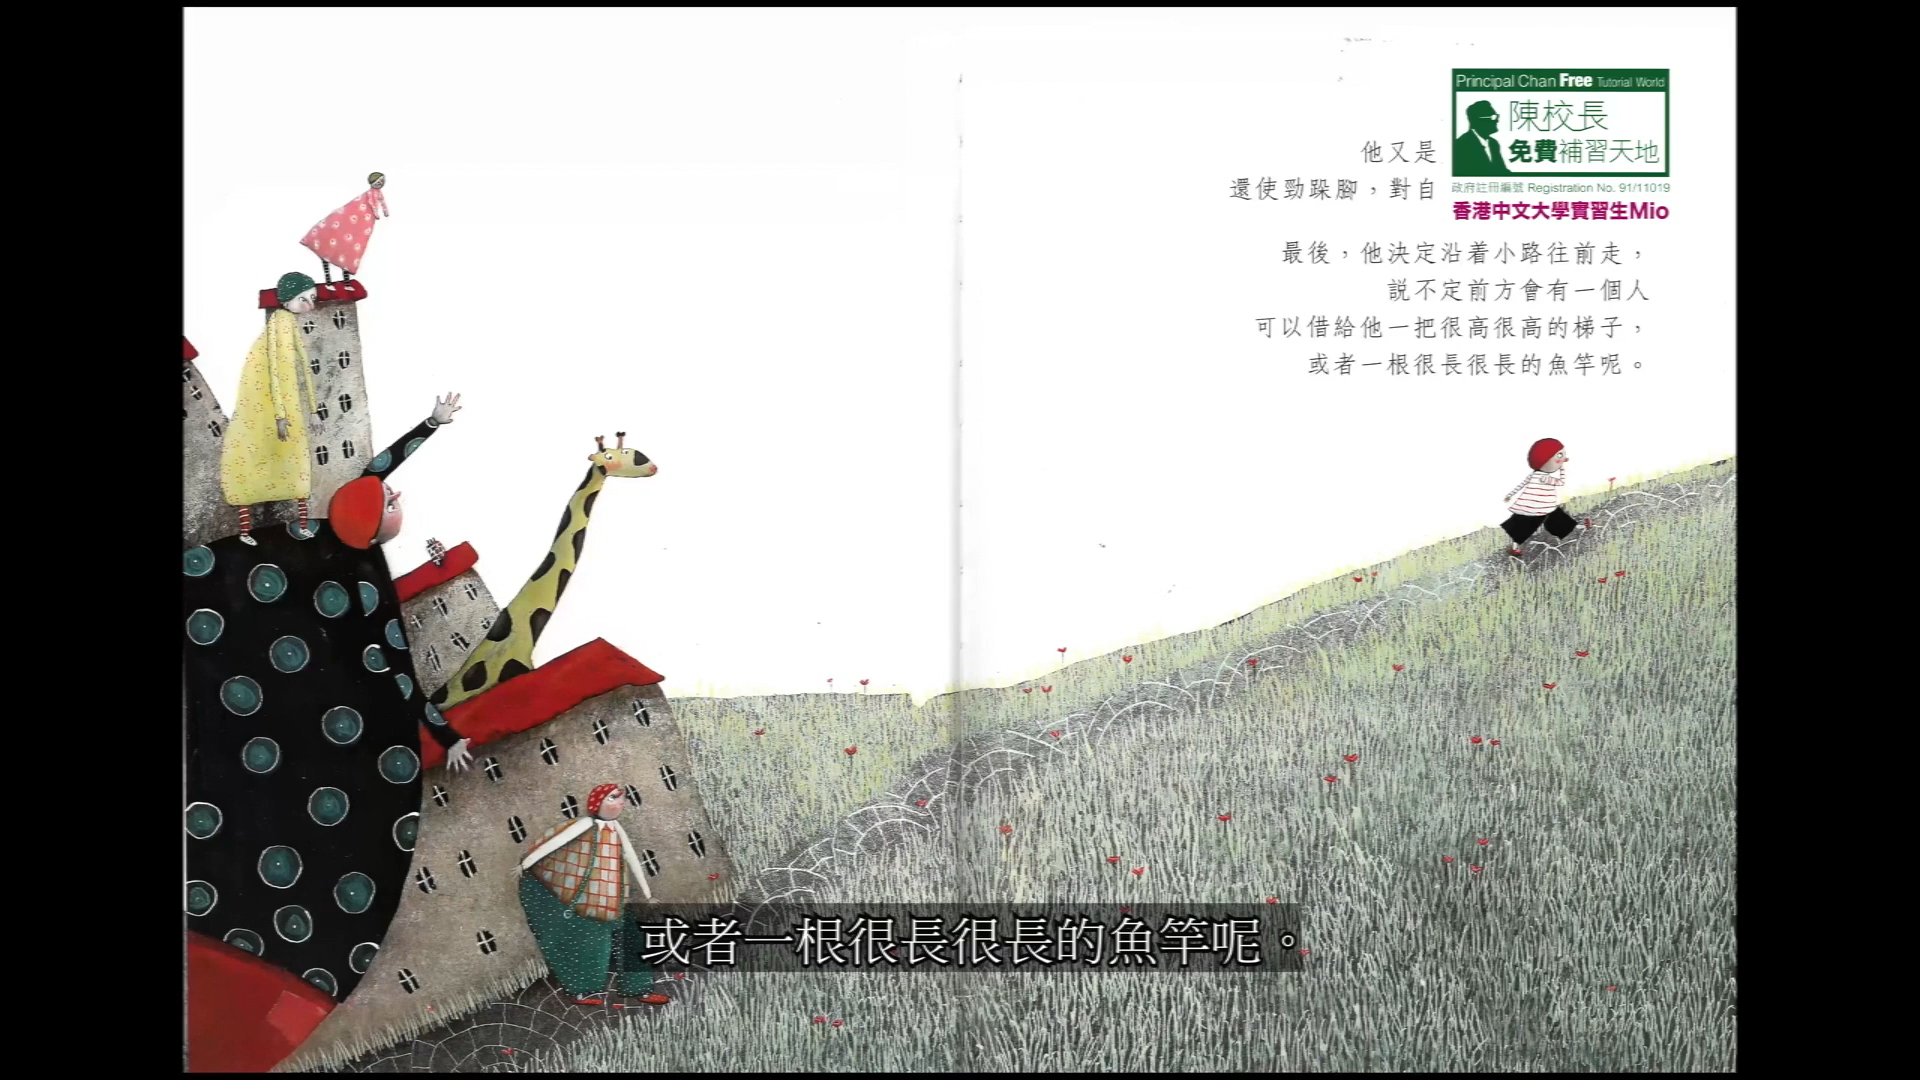 Principal Chan Free Tutorial World
陳校長
免費補習天地
政府註冊編號 Registration No. 91/11019
香港中文大學實習生Mio
他又是
還使勁跺腳，對自
最後，他決定沿着小路往前走，
説不定前方會有一個人
可以借給他一把很高很高的梯子，
或者一根很長很長的魚竿呢。
或者一根很長很長的魚竿呢。